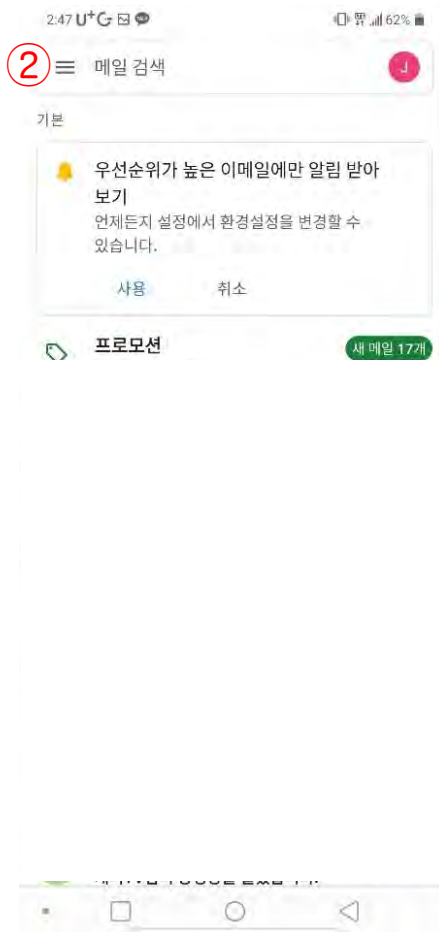 2:47 U+G
62%
② 메일 검색
J
기본
우선순위가 높은 이메일에만 알림 받아
보기
언제든지 설정에서 환경설정을 변경할 수
있습니다.
사용 취소
프로모션 새 메일 17개